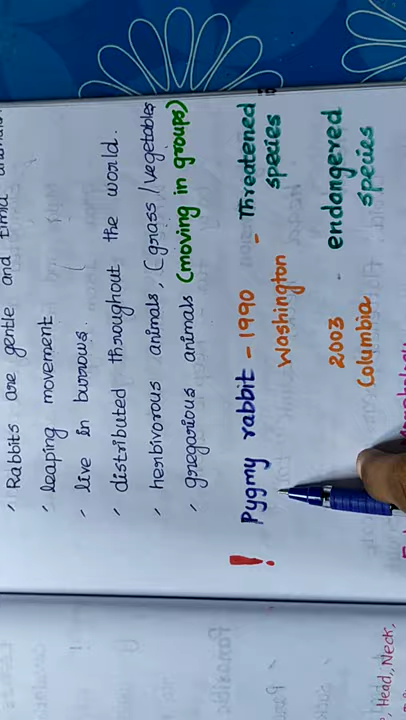 Rabbits are gentle and timid
leaping movement
live in burrows.
distributed throughout the world.
herbivorous animals, (grass/vegetables
gregarious animals (moving in groups)
! Pygmy rabbit - 1990 - Threatened
Washington species
2003 - endangered
Columbia species
, Head, Neck,